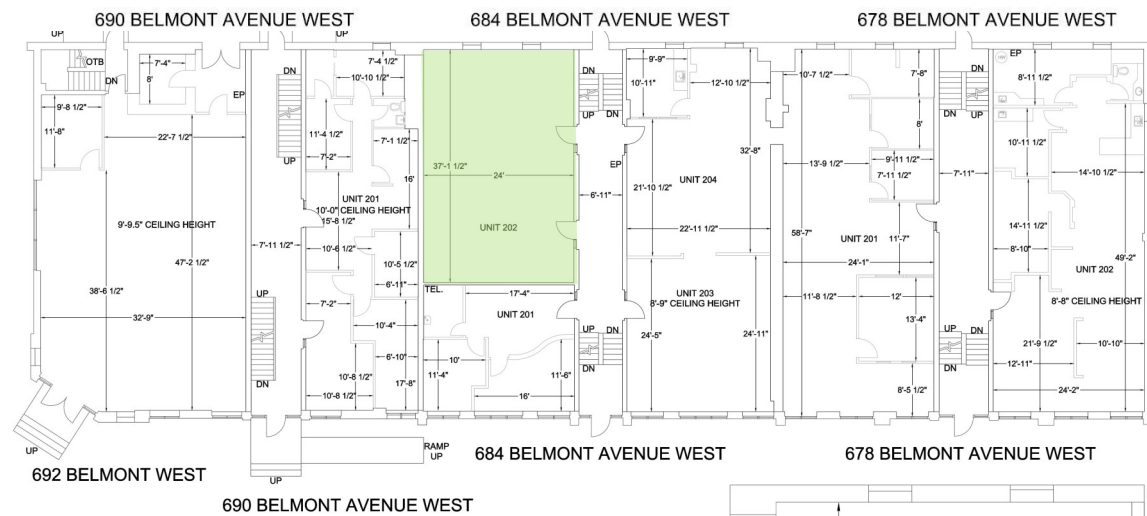 690 BELMONT AVENUE WEST
684 BELMONT AVENUE WEST
678 BELMONT AVENUE WEST
UP
OTB
DN
7'-4"
8'
EP
9'-8 1/2"
11'-8"
22'-7 1/2"
9'-9.5" CEILING HEIGHT
47'-2 1/2"
38'-6 1/2"
32'-9"
UP
UP
DN
UP
7'-11 1/2"
UP
DN
7'-4 1/2"
10'-10 1/2"
11'-4 1/2"
7'-2"
7'-1 1/2"
16'
UNIT 201
10'-0" CEILING HEIGHT
15'-8 1/2"
10'-6 1/2"
10'-5 1/2"
6'-11"
7'-2"
10'-4"
6'-10"
10'-8 1/2"
10'-8 1/2"
17'-8"
37'-1 1/2"
24'
UNIT 202
TEL.
17'-4"
UNIT 201
10'
11'-4"
11'-6"
16'
UP
DN
UP
EP
6'-11"
UP
DN
DN
UP
9'-9"
10'-11"
12'-10 1/2"
32'-8"
UNIT 204
21'-10 1/2"
22'-11 1/2"
UNIT 203
8'-9" CEILING HEIGHT
24'-5"
24'-11"
10'-7 1/2"
7'-8"
8'
13'-9 1/2"
9'-11 1/2"
7'-11 1/2"
58'-7"
UNIT 201
11'-7"
24'-1"
11'-8 1/2"
12'
13'-4"
8'-5 1/2"
DN
UP
7'-11"
UP
DN
DN
UP
EP
HW
8'-11 1/2"
10'-11 1/2"
14'-10 1/2"
14'-11 1/2"
8'-10"
49'-2"
UNIT 202
8'-8" CEILING HEIGHT
21'-9 1/2"
12'-11"
10'-10"
24'-2"
UP
RAMP
UP
UP
692 BELMONT WEST
684 BELMONT AVENUE WEST
678 BELMONT AVENUE WEST
690 BELMONT AVENUE WEST